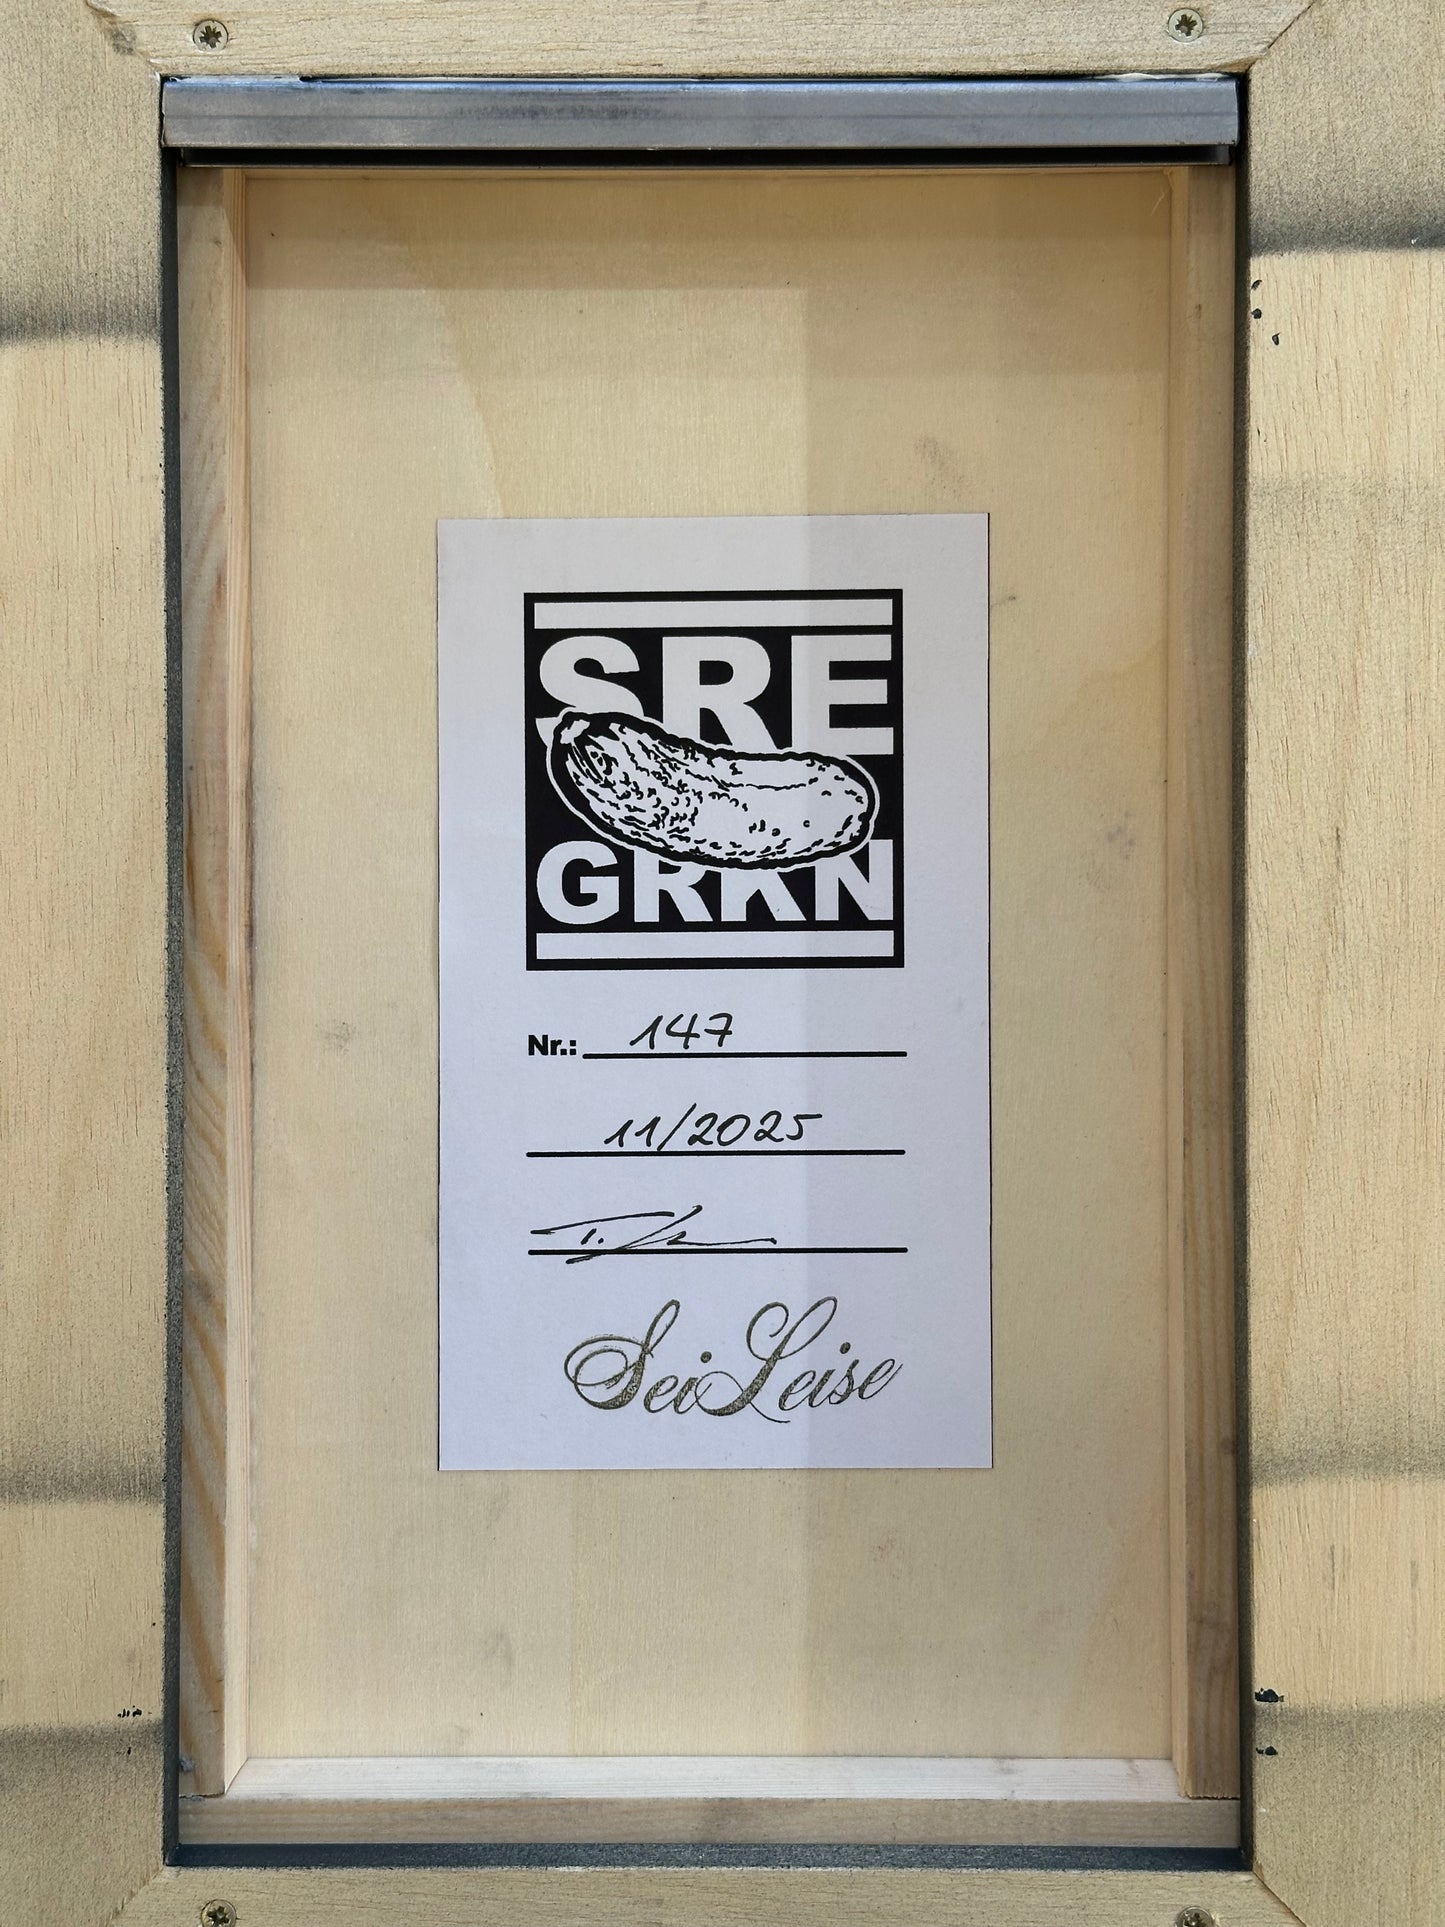 SRE
GRKN
Nr.: 147
11/2025
SeiLeise